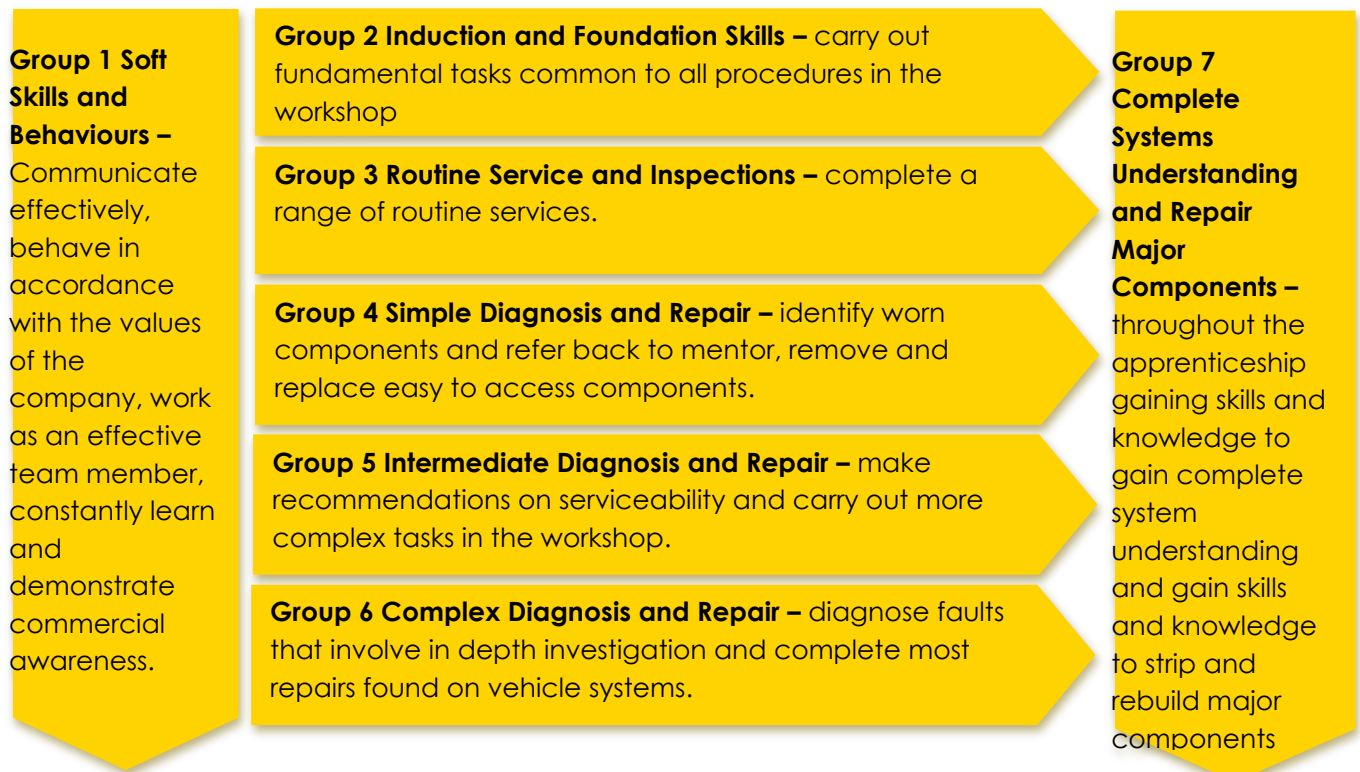 Group 1 Soft
Skills and
Behaviours –
Communicate
effectively,
behave in
accordance
with the values
of the
company, work
as an effective
team member,
constantly learn
and
demonstrate
commercial
awareness.
Group 2 Induction and Foundation Skills – carry out
fundamental tasks common to all procedures in the
workshop
Group 3 Routine Service and Inspections – complete a
range of routine services.
Group 4 Simple Diagnosis and Repair – identify worn
components and refer back to mentor, remove and
replace easy to access components.
Group 5 Intermediate Diagnosis and Repair – make
recommendations on serviceability and carry out more
complex tasks in the workshop.
Group 6 Complex Diagnosis and Repair – diagnose faults
that involve in depth investigation and complete most
repairs found on vehicle systems.
Group 7
Complete
Systems
Understanding
and Repair
Major
Components –
throughout the
apprenticeship
gaining skills and
knowledge to
gain complete
system
understanding
and gain skills
and knowledge
to strip and
rebuild major
components